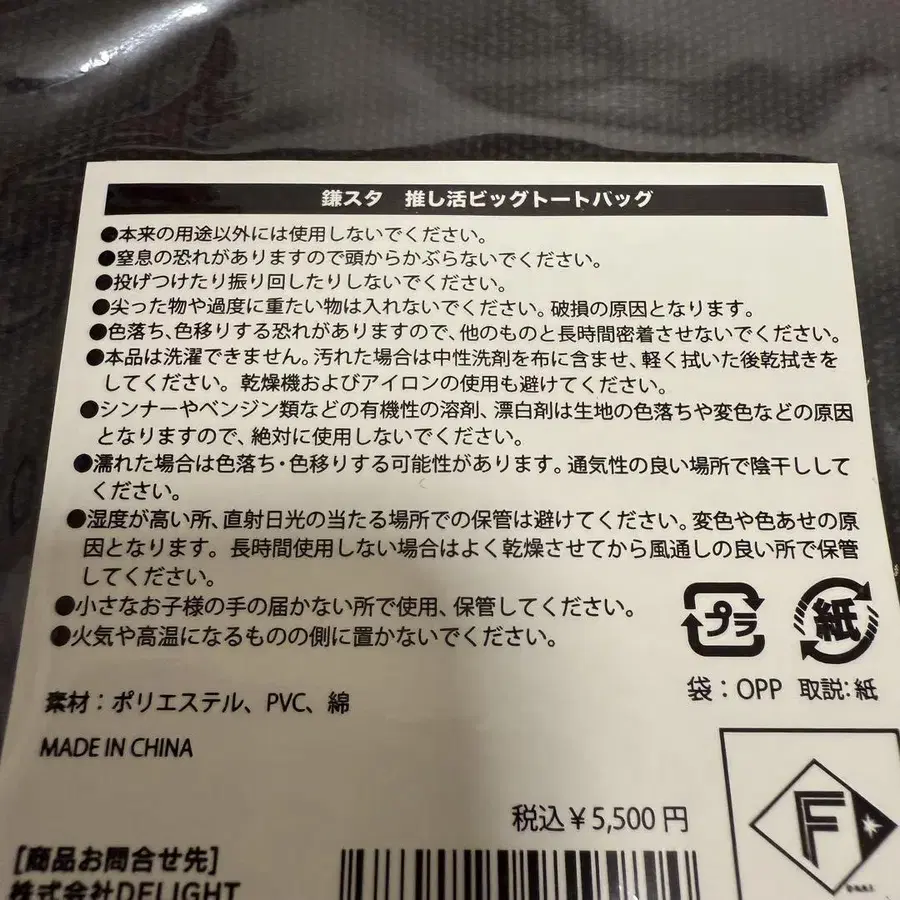 鎌スタ 推し活ビッグトートバッグ
●本来の用途以外には使用しないでください。
●窒息の恐れがありますので頭からかぶらないでください。
●投げつけたり振り回したりしないでください。
●尖った物や過度に重たい物は入れないでください。破損の原因となります。
●色落ち、色移りする恐れがありますので、他のものと長時間密着させないでください。
●本品は洗濯できません。汚れた場合は中性洗剤を布に含ませ、軽く拭いた後乾拭きを
してください。乾燥機およびアイロンの使用も避けてください。
●シンナーやベンジン類などの有機性の溶剤、漂白剤は生地の色落ちや変色などの原因
となりますので、絶対に使用しないでください。
●濡れた場合は色落ち・色移りする可能性があります。通気性の良い場所で陰干しして
ください。
●湿度が高い所、直射日光の当たる場所での保管は避けてください。変色や色あせの原
因となります。長時間使用しない場合はよく乾燥させてから風通しの良い所で保管
してください。
●小さなお子様の手の届かない所で使用、保管してください。
●火気や高温になるものの側に置かないでください。
プラ 紙
袋：OPP 取説：紙
素材：ポリエステル、PVC、綿
MADE IN CHINA
税込￥5,500円
F
[商品お問合せ先]
株式会社DELIGHT